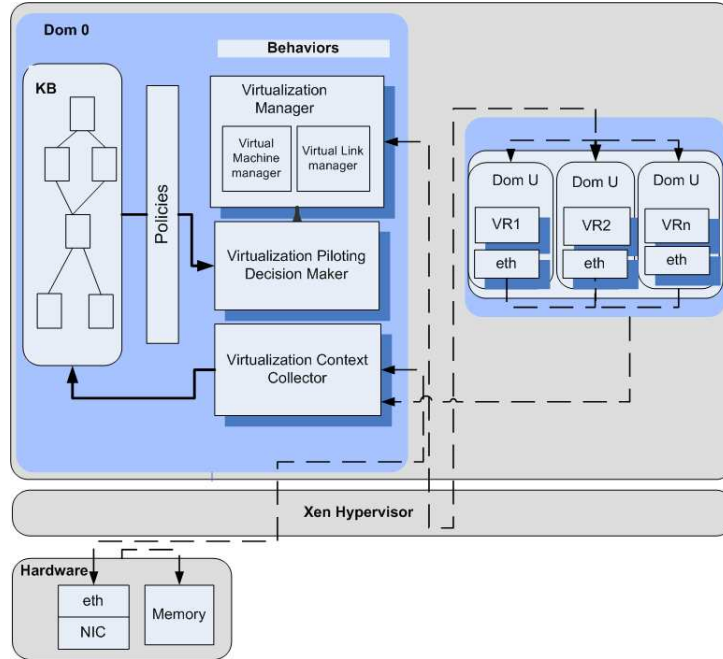 Dom 0
Behaviors
KB
Policies
Virtualization
Manager
Virtual
Machine
manager
Virtual Link
manager
Virtualization Piloting
Decision Maker
Virtualization Context
Collector
Dom U
Dom U
Dom U
VR1
VR2
VRn
eth
eth
eth
Xen Hypervisor
Hardware
eth
NIC
Memory